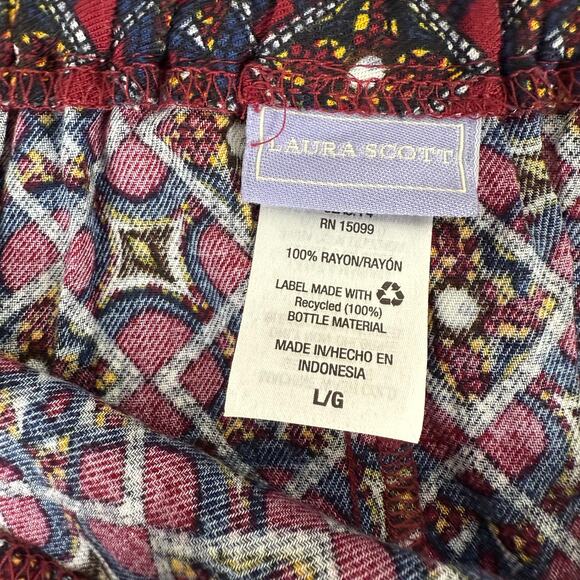 LAURA SCOTT
RN 15099
100% RAYON/RAYÓN
LABEL MADE WITH
Recycled (100%)
BOTTLE MATERIAL
MADE IN/HECHO EN
INDONESIA
L/G